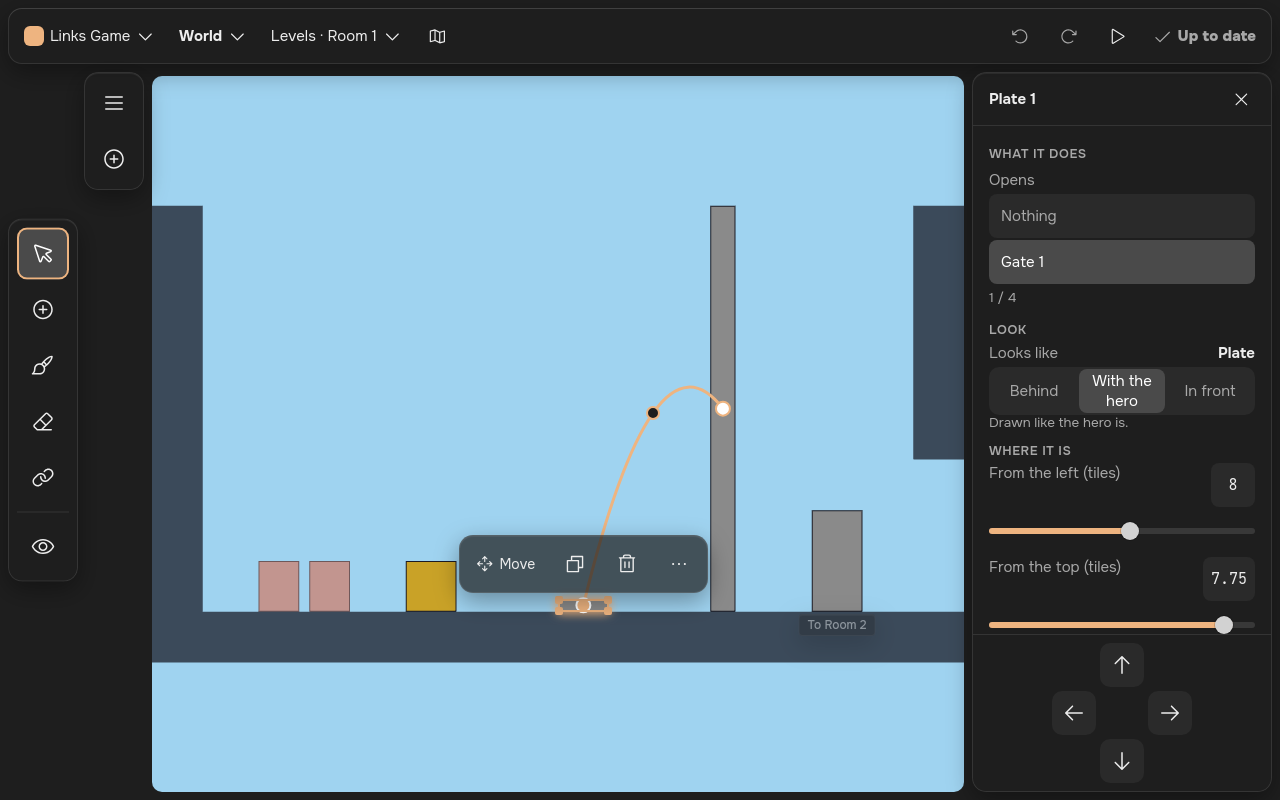 Links Game
World
Levels · Room 1
Up to date
Plate 1
WHAT IT DOES
Opens
Nothing
Gate 1
1 / 4
LOOK
Looks like
Plate
Behind
With the
hero
In front
Drawn like the hero is.
WHERE IT IS
From the left (tiles)
8
From the top (tiles)
7.75
Move
To Room 2